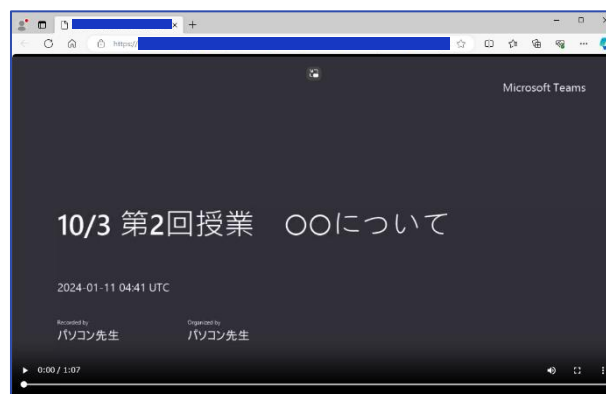 https://
Microsoft Teams
10/3 第2回授業　〇〇について
2024-01-11 04:41 UTC
Recorded by
Organized by
パソコン先生
パソコン先生
0:00 / 1:07